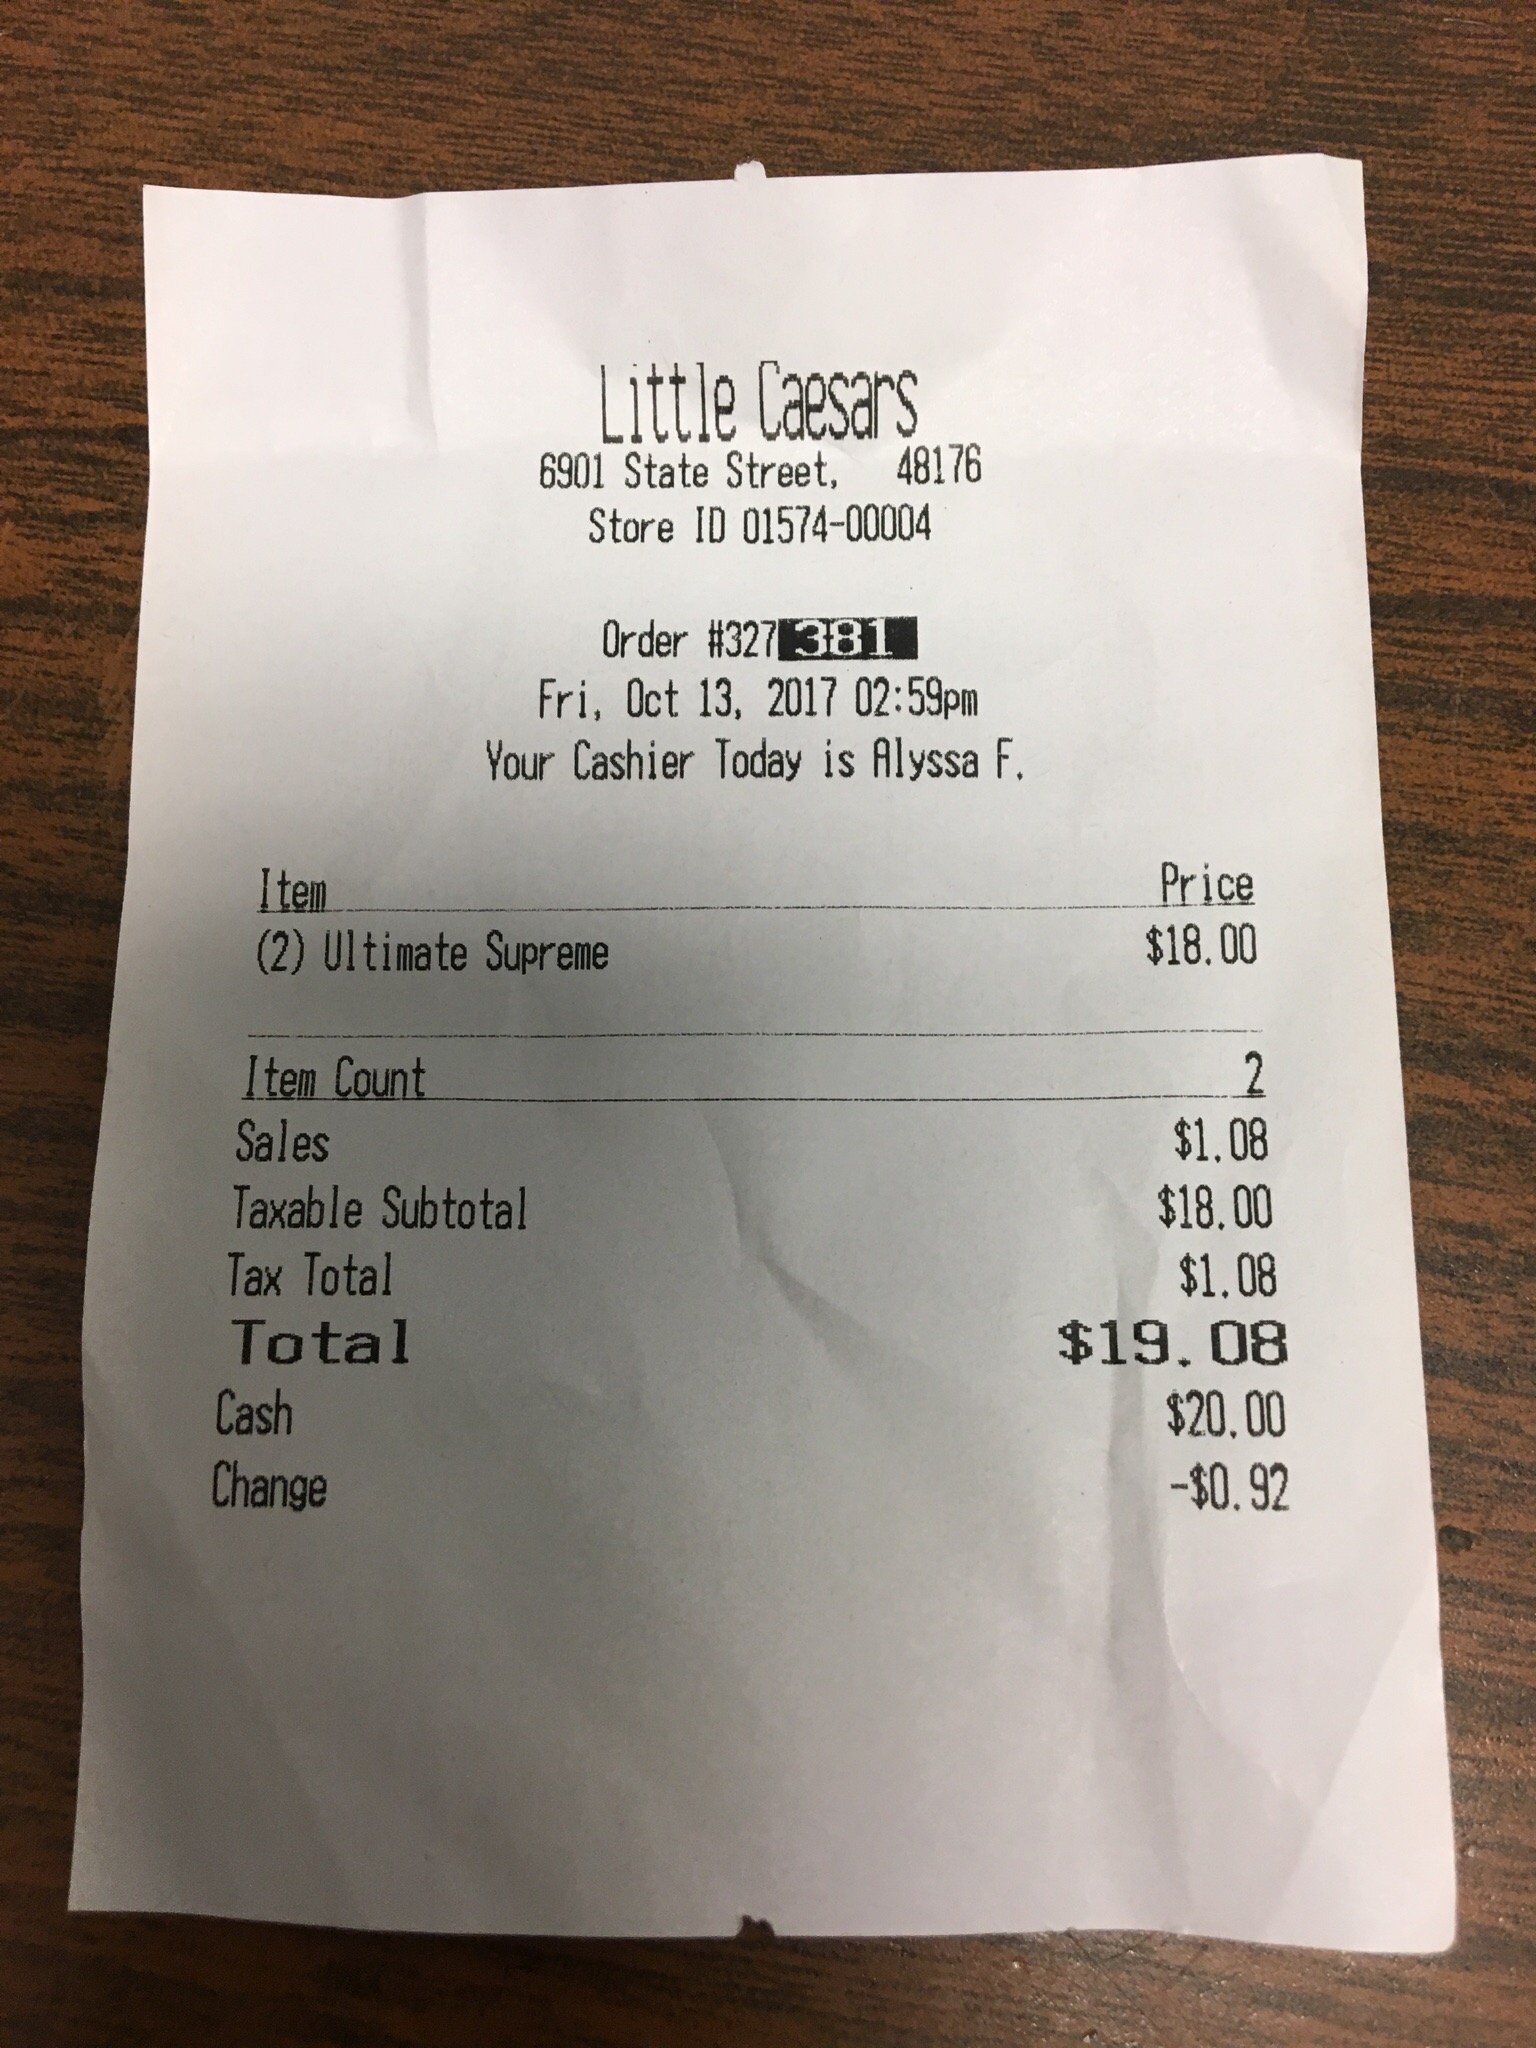 Little Caesars
6901 State Street, 48176
Store ID 01574-00004
Order #327381
Fri, Oct 13, 2017 02:59pm
Your Cashier Today is Alyssa F.
Item Price
(2) Ultimate Supreme $18.00
Item Count 2
Sales $1.08
Taxable Subtotal $18.00
Tax Total $1.08
Total $19.08
Cash $20.00
Change -$0.92